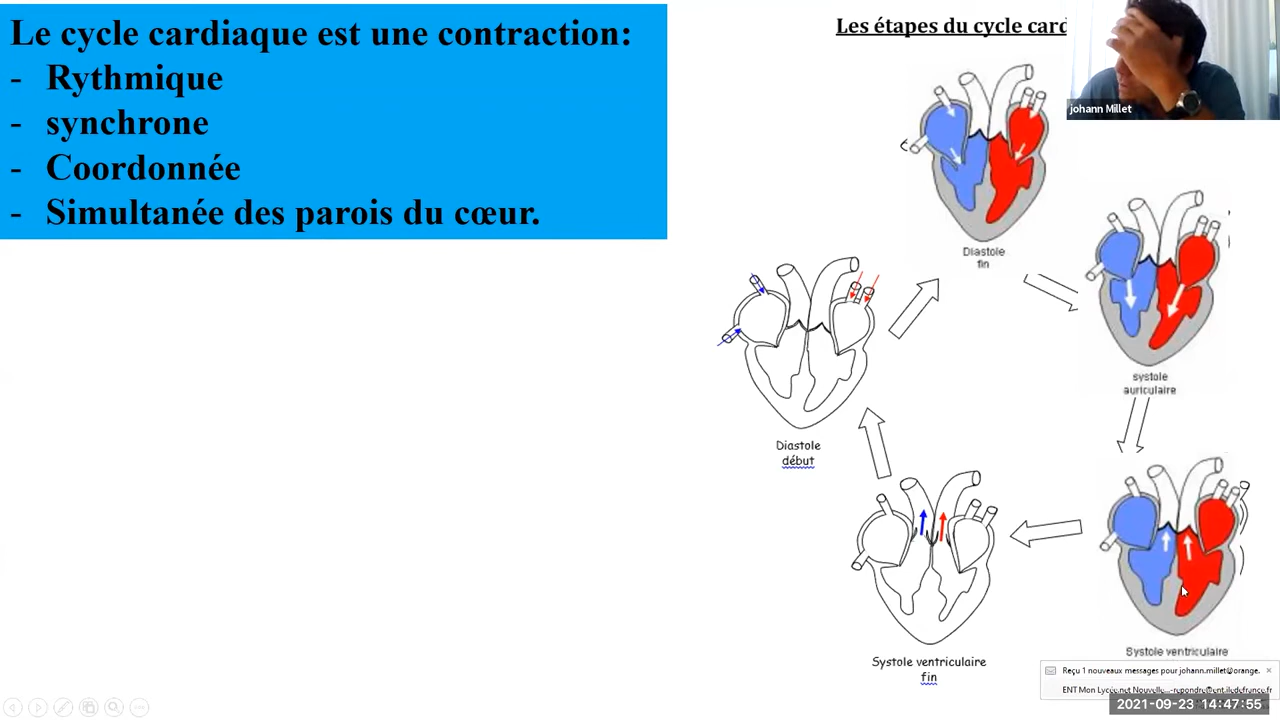 Le cycle cardiaque est une contraction:
- Rythmique
- synchrone
- Coordonnée
- Simultanée des parois du cœur.
Les étapes du cycle card
johann Millet
Diastole
fin
systole
auriculaire
Diastole
début
Systole ventriculaire
fin
Systole ventriculaire
Reçu 1 nouveaux messages pour johann.millet@orange.
ENT Mon Lycée.net Nouvelle...-repondre@ent.iledefrance.fr
2021-09-23 14:47:55